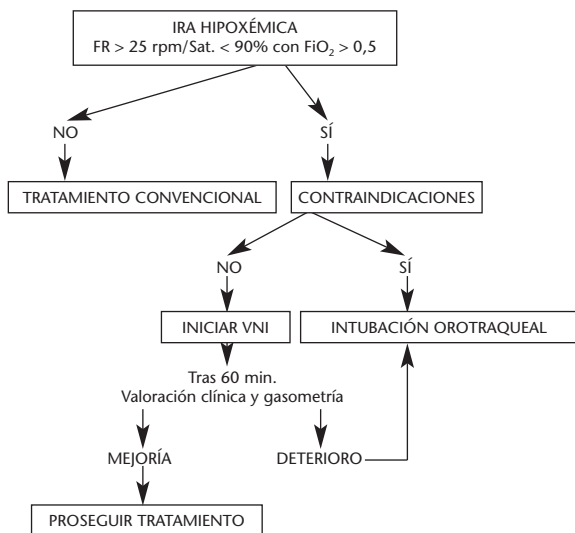 IRA HIPOXÉMICA
FR > 25 rpm/Sat. < 90% con FiO₂ > 0,5
NO
SÍ
TRATAMIENTO CONVENCIONAL
CONTRAINDICACIONES
NO
SÍ
INICIAR VNI
INTUBACIÓN OROTRAQUEAL
Tras 60 min.
Valoración clínica y gasometría
MEJORÍA
DETERIORO
PROSEGUIR TRATAMIENTO